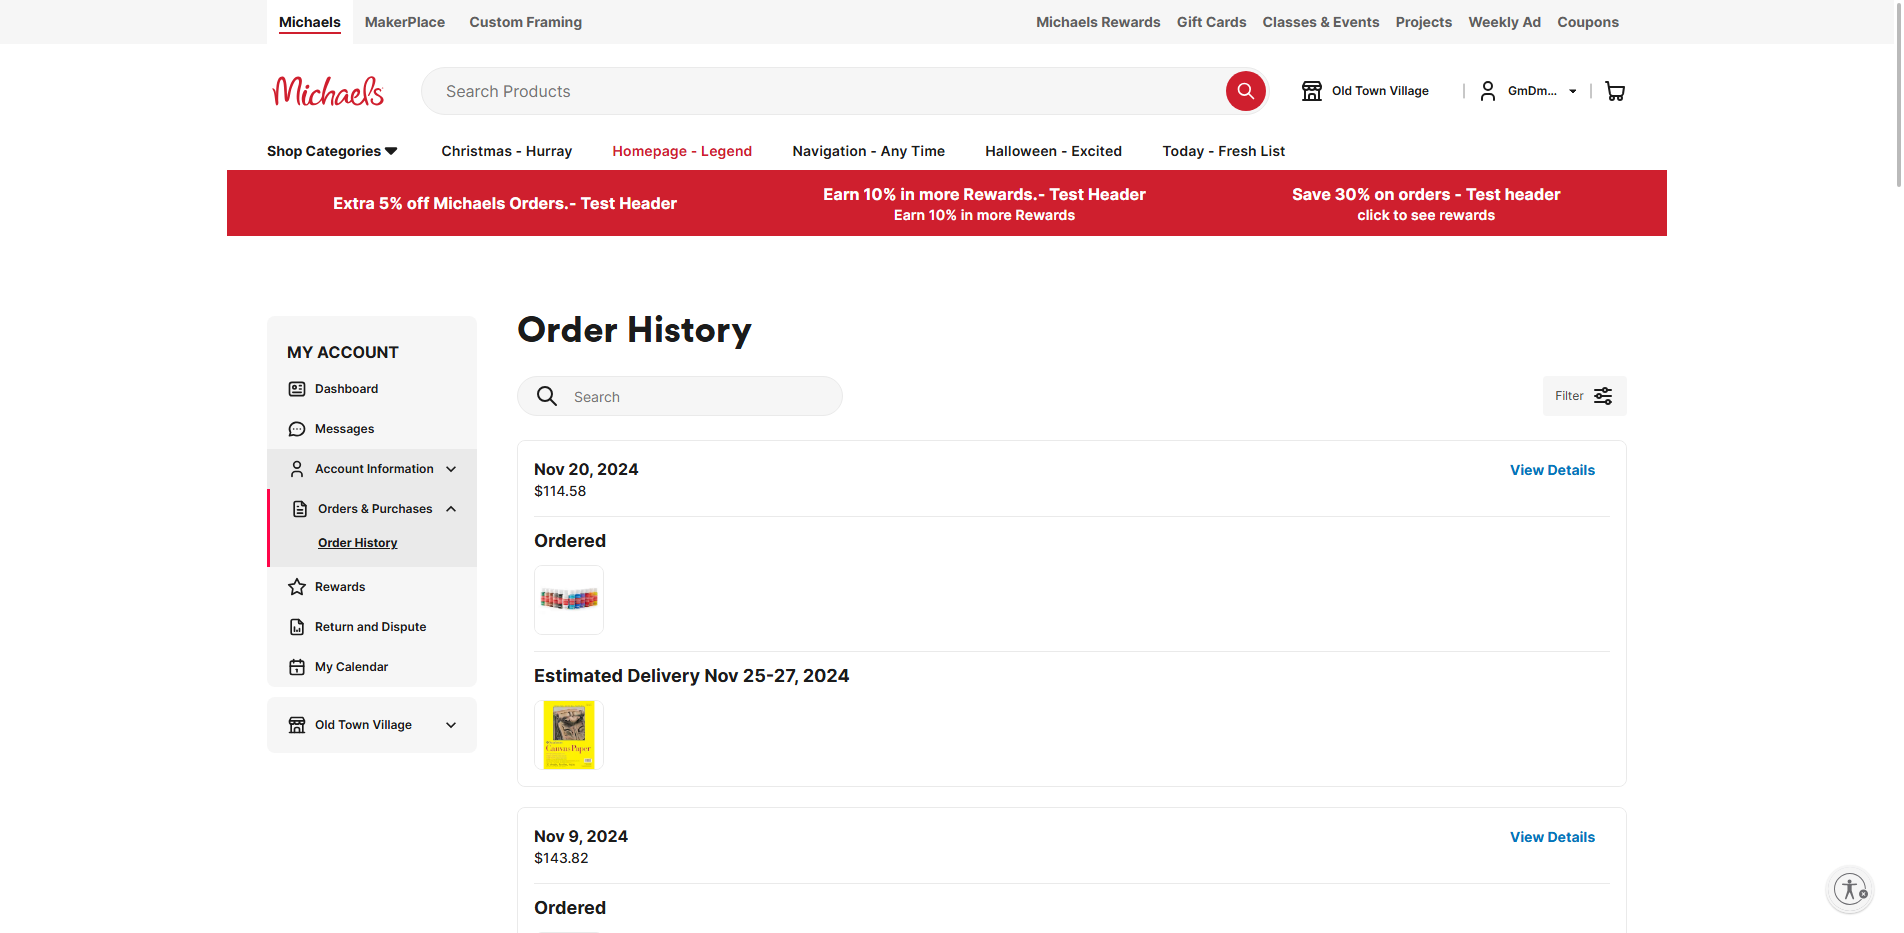 Michaels
MakerPlace
Custom Framing
Michaels Rewards
Gift Cards
Classes & Events
Projects
Weekly Ad
Coupons
Michaels
Search Products
Old Town Village
GmDm...
Shop Categories
Christmas - Hurray
Homepage - Legend
Navigation - Any Time
Halloween - Excited
Today - Fresh List
Extra 5% off Michaels Orders.- Test Header
Earn 10% in more Rewards.- Test Header
Earn 10% in more Rewards
Save 30% on orders - Test header
click to see rewards
MY ACCOUNT
Dashboard
Messages
Account Information
Orders & Purchases
Order History
Rewards
Return and Dispute
My Calendar
Old Town Village
Order History
Search
Filter
Nov 20, 2024
View Details
$114.58
Ordered
Estimated Delivery Nov 25-27, 2024
Canvas Paper
Nov 9, 2024
View Details
$143.82
Ordered